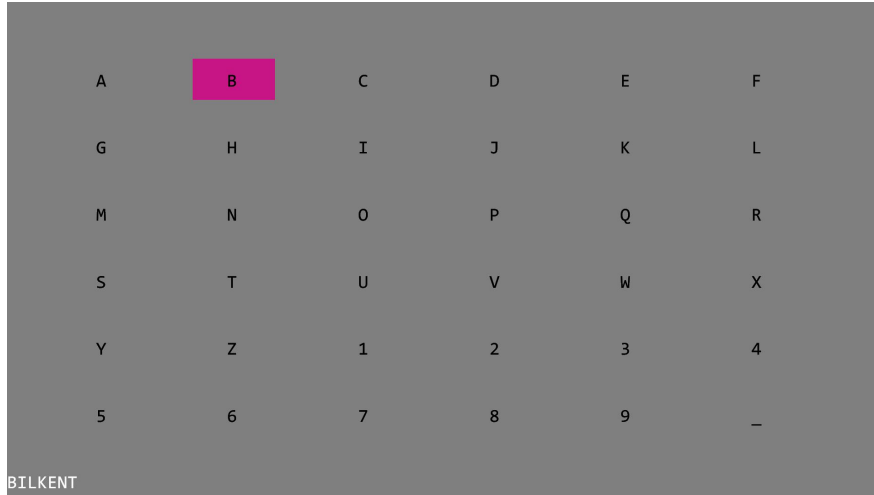 A B C D E F
G H I J K L
M N O P Q R
S T U V W X
Y Z 1 2 3 4
5 6 7 8 9 _
BILKENT